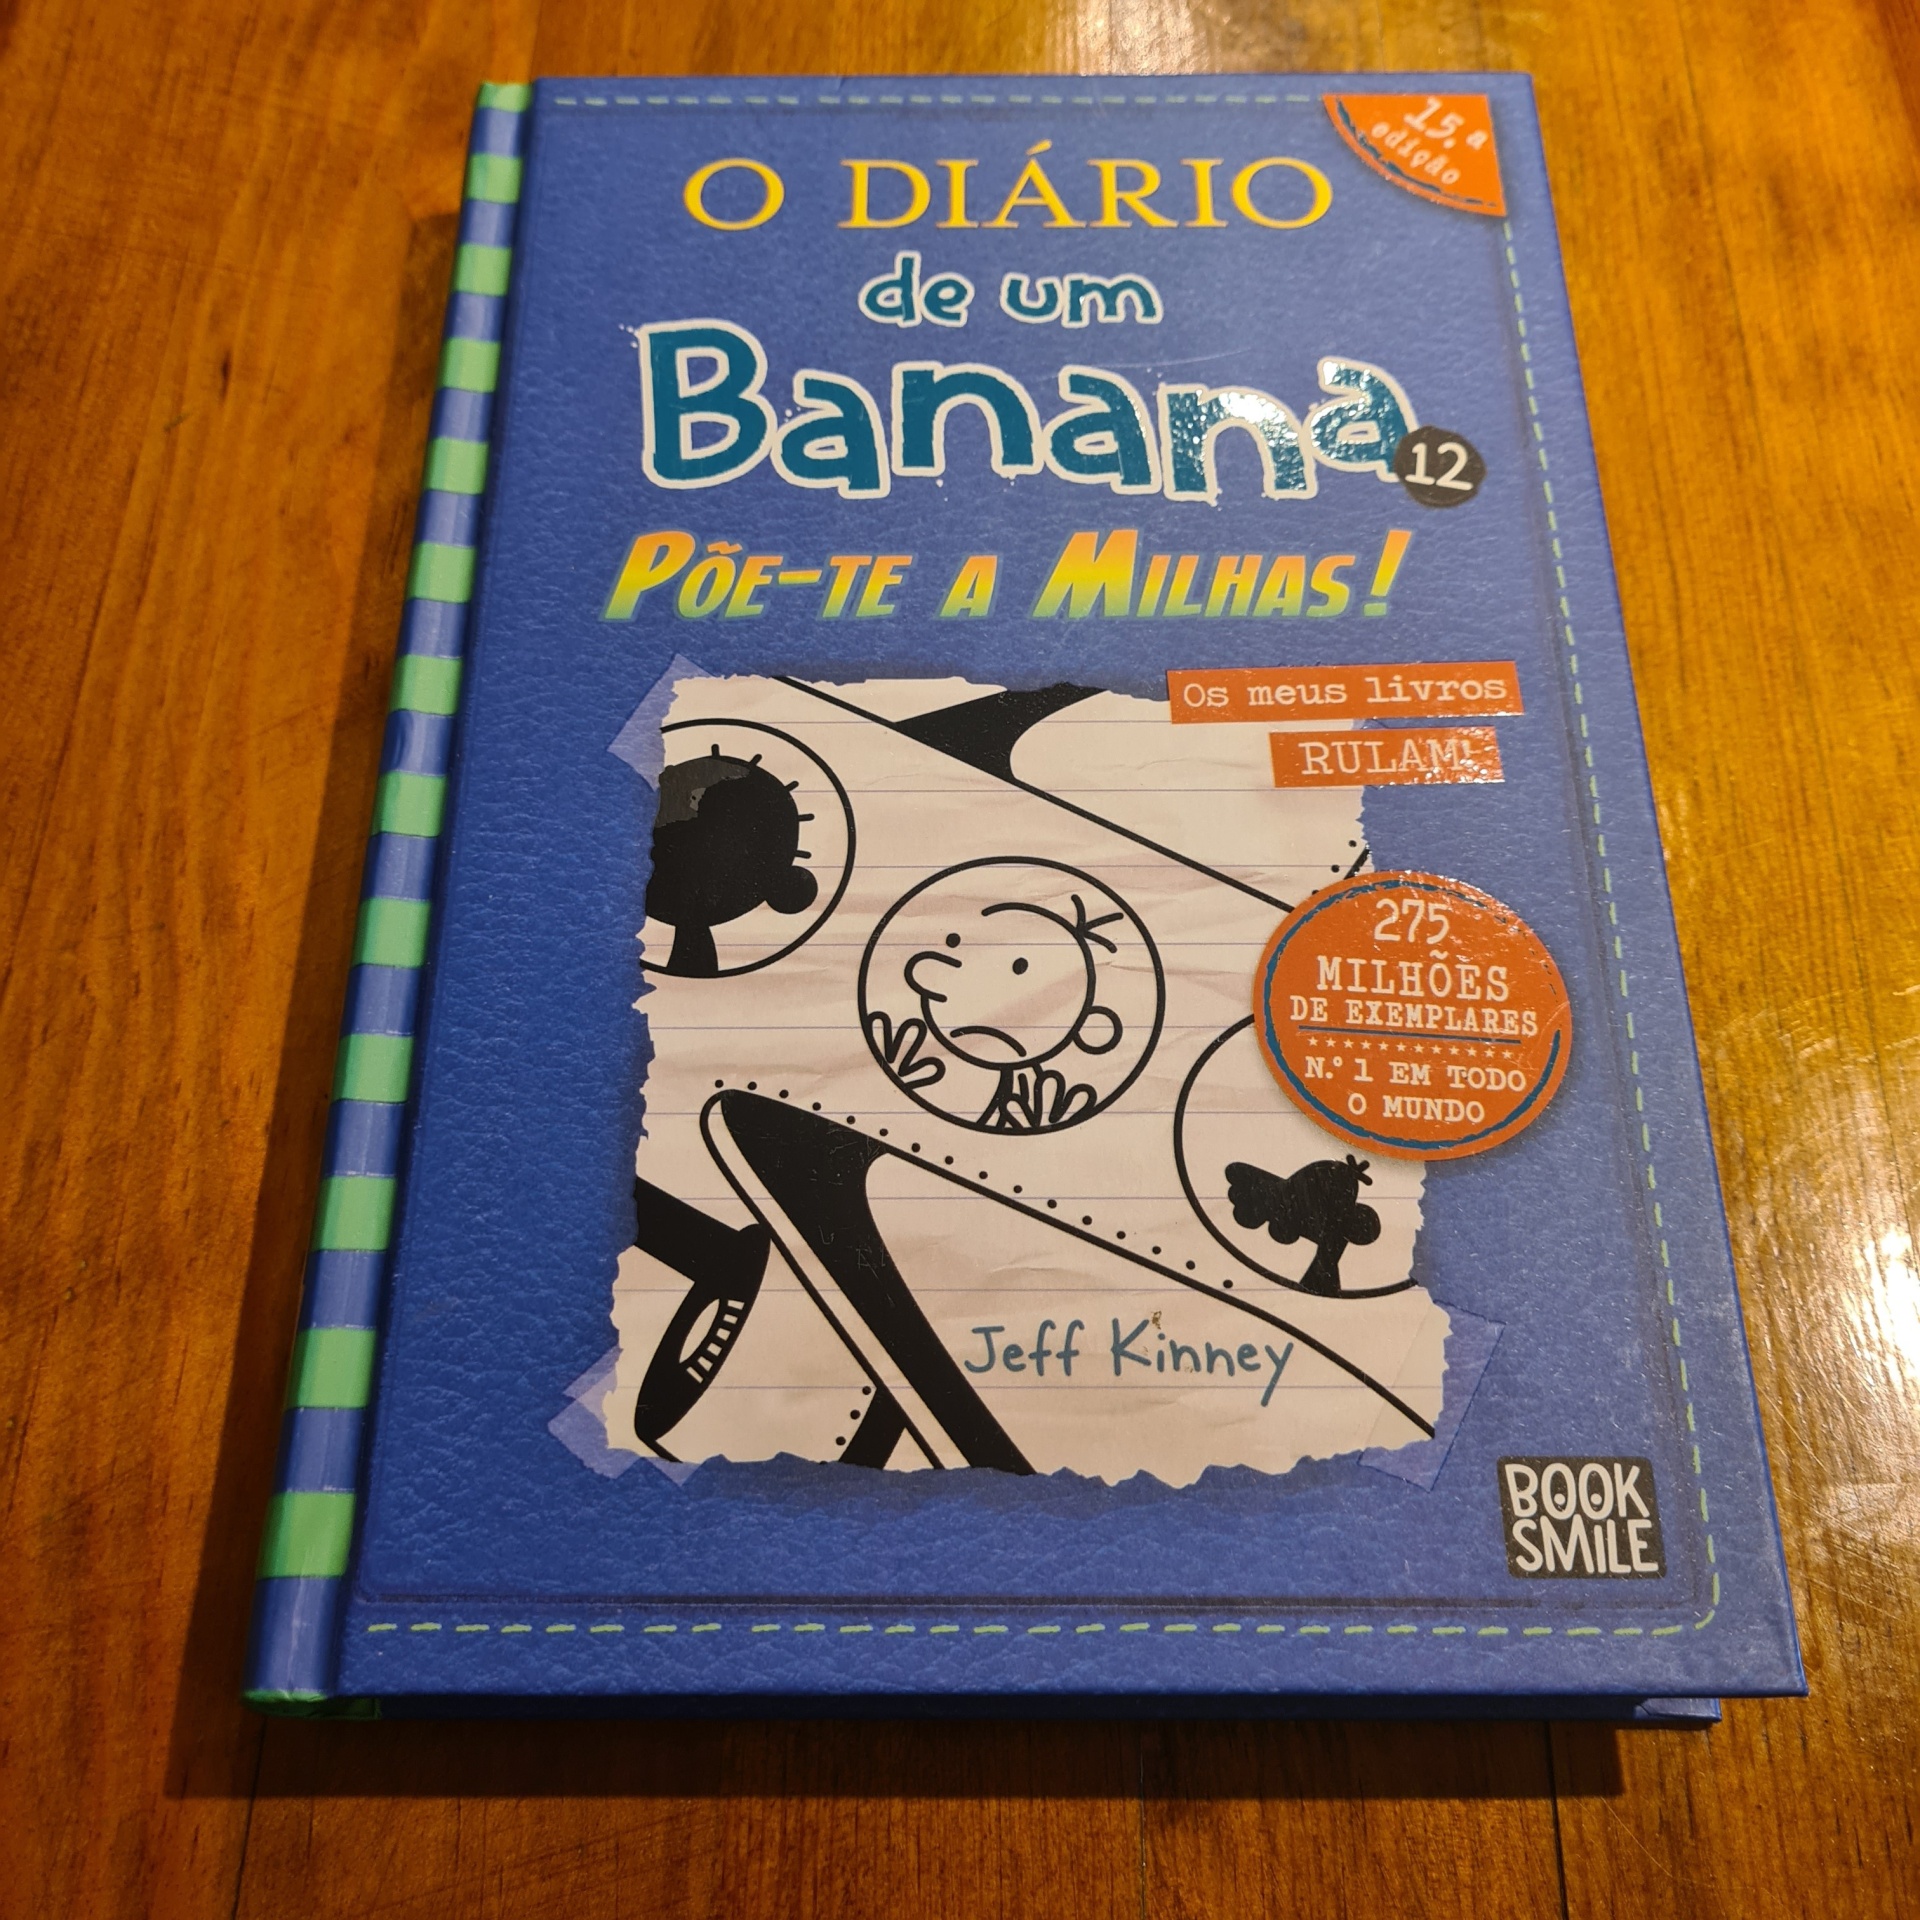 15.ª
edição
O DIÁRIO
de um
Banana
12
PÕE-TE A MILHAS!
Os meus livros
RULAM!
275
MILHÕES
DE EXEMPLARES
N.º 1 EM TODO
O MUNDO
Jeff Kinney
BOOK
SMILE